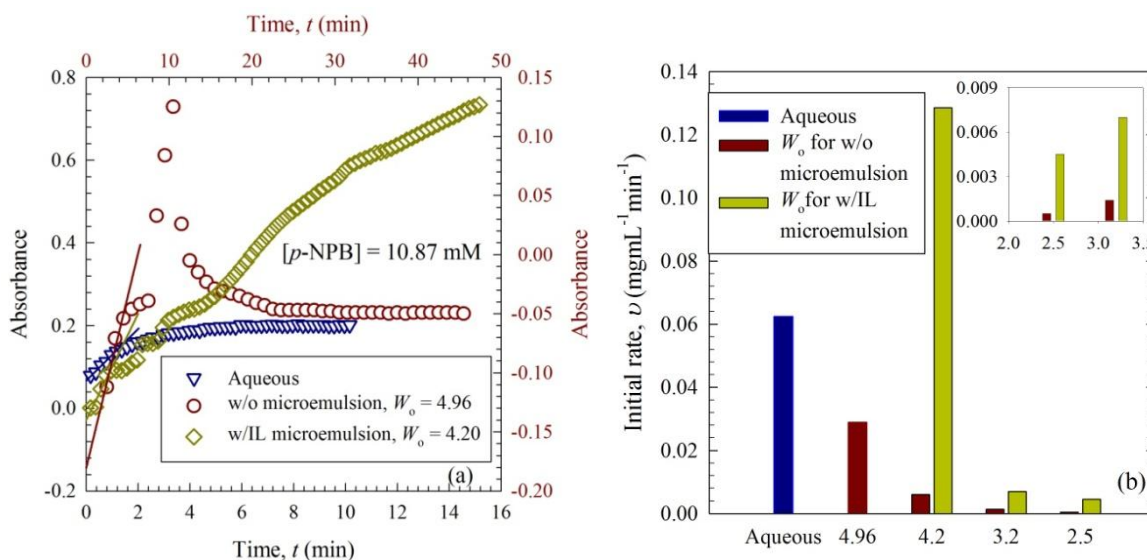 Time, t (min)
0 10 20 30 40 50
Absorbance
0.8
0.6
0.4
0.2
0.0
-0.2
0.15
0.10
0.05
0.00
-0.05
-0.10
-0.15
-0.20
Absorbance
[p-NPB] = 10.87 mM
Aqueous
w/o microemulsion, Wo = 4.96
w/IL microemulsion, Wo = 4.20
(a)
0 2 4 6 8 10 12 14 16
Time, t (min)
Initial rate, υ (mgmL-1min-1)
0.14
0.12
0.10
0.08
0.06
0.04
0.02
0.00
Aqueous
Wo for w/o
microemulsion
Wo for w/IL
microemulsion
0.009
0.006
0.003
0.000
2.0 2.5 3.0 3.5
(b)
Aqueous 4.96 4.2 3.2 2.5